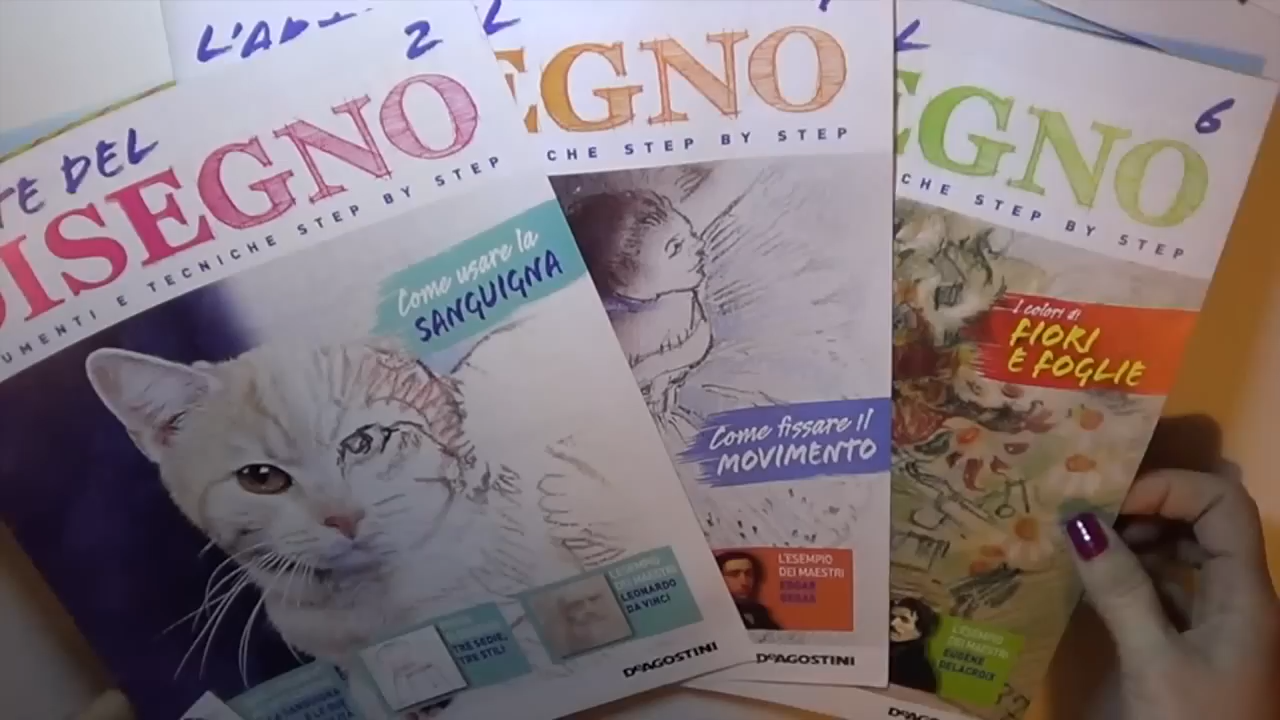 2
TE DEL
DISEGNO
UMENTI E TECNICHE STEP BY STEP
Come usare la
SANGUIGNA
L'ESEMPIO
DEI MAESTRI
LEONARDO
DA VINCI
TRE SEDIE,
TRE STILI
DEAGOSTINI
L
EGNO
CHE STEP BY STEP
Come fissare il
MOVIMENTO
L'ESEMPIO
DEI MAESTRI
EDGAR
DEGAS
DEAGOSTINI
L
6
EGNO
CHE STEP BY STEP
I colori di
FIORI
E FOGLIE
L'ESEMPIO
DEI MAESTRI
EUGÈNE
DELACROIX